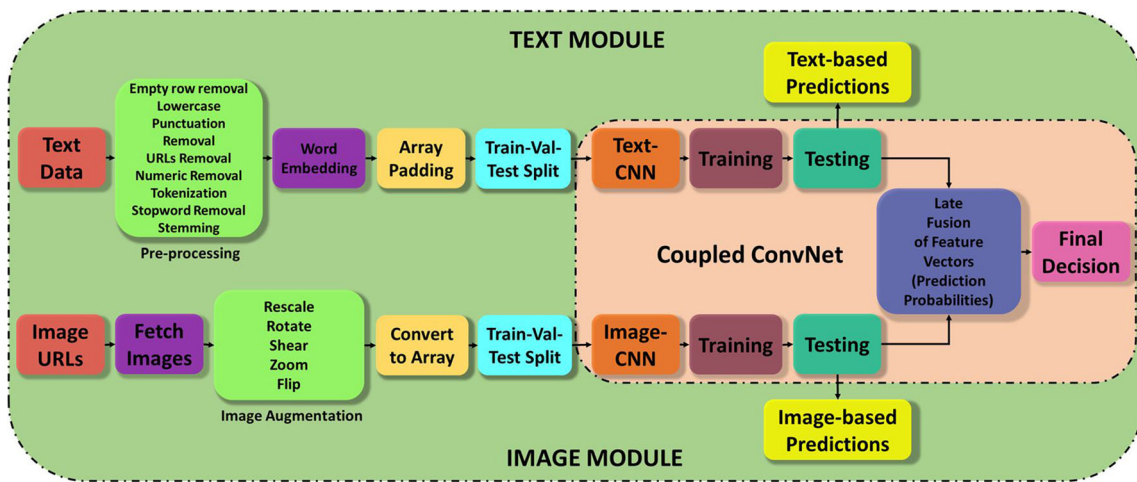 TEXT MODULE
Text-based
Predictions
Text
Data
Empty row removal
Lowercase
Punctuation
Removal
URLs Removal
Numeric Removal
Tokenization
Stopword Removal
Stemming
Pre-processing
Word
Embedding
Array
Padding
Train-Val-
Test Split
Text-
CNN
Training
Testing
Late
Fusion
of Feature
Vectors
(Prediction
Probabilities)
Final
Decision
Coupled ConvNet
Image
URLs
Fetch
Images
Rescale
Rotate
Shear
Zoom
Flip
Image Augmentation
Convert
to Array
Train-Val-
Test Split
Image-
CNN
Training
Testing
Image-based
Predictions
IMAGE MODULE